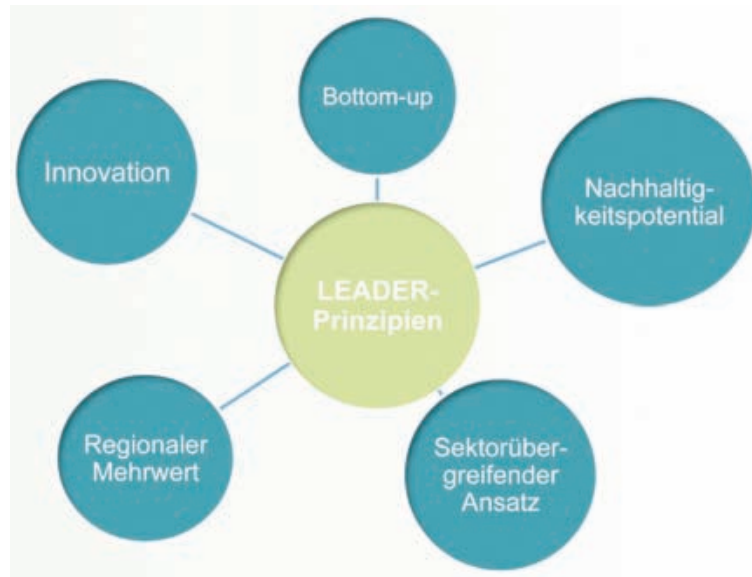 Bottom-up
Innovation
Nachhaltig-
keitspotential
LEADER-
Prinzipien
Regionaler
Mehrwert
Sektorüber-
greifender
Ansatz